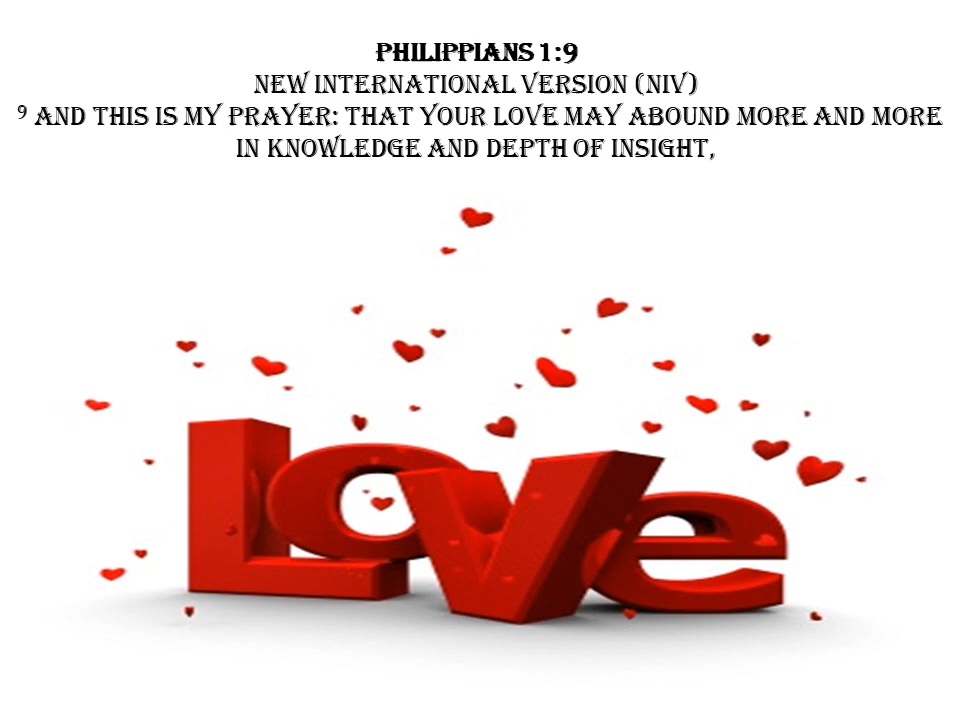 PHILIPPIANS 1:9
NEW INTERNATIONAL VERSION (NIV)
9 AND THIS IS MY PRAYER: THAT YOUR LOVE MAY ABOUND MORE AND MORE
IN KNOWLEDGE AND DEPTH OF INSIGHT,
Love